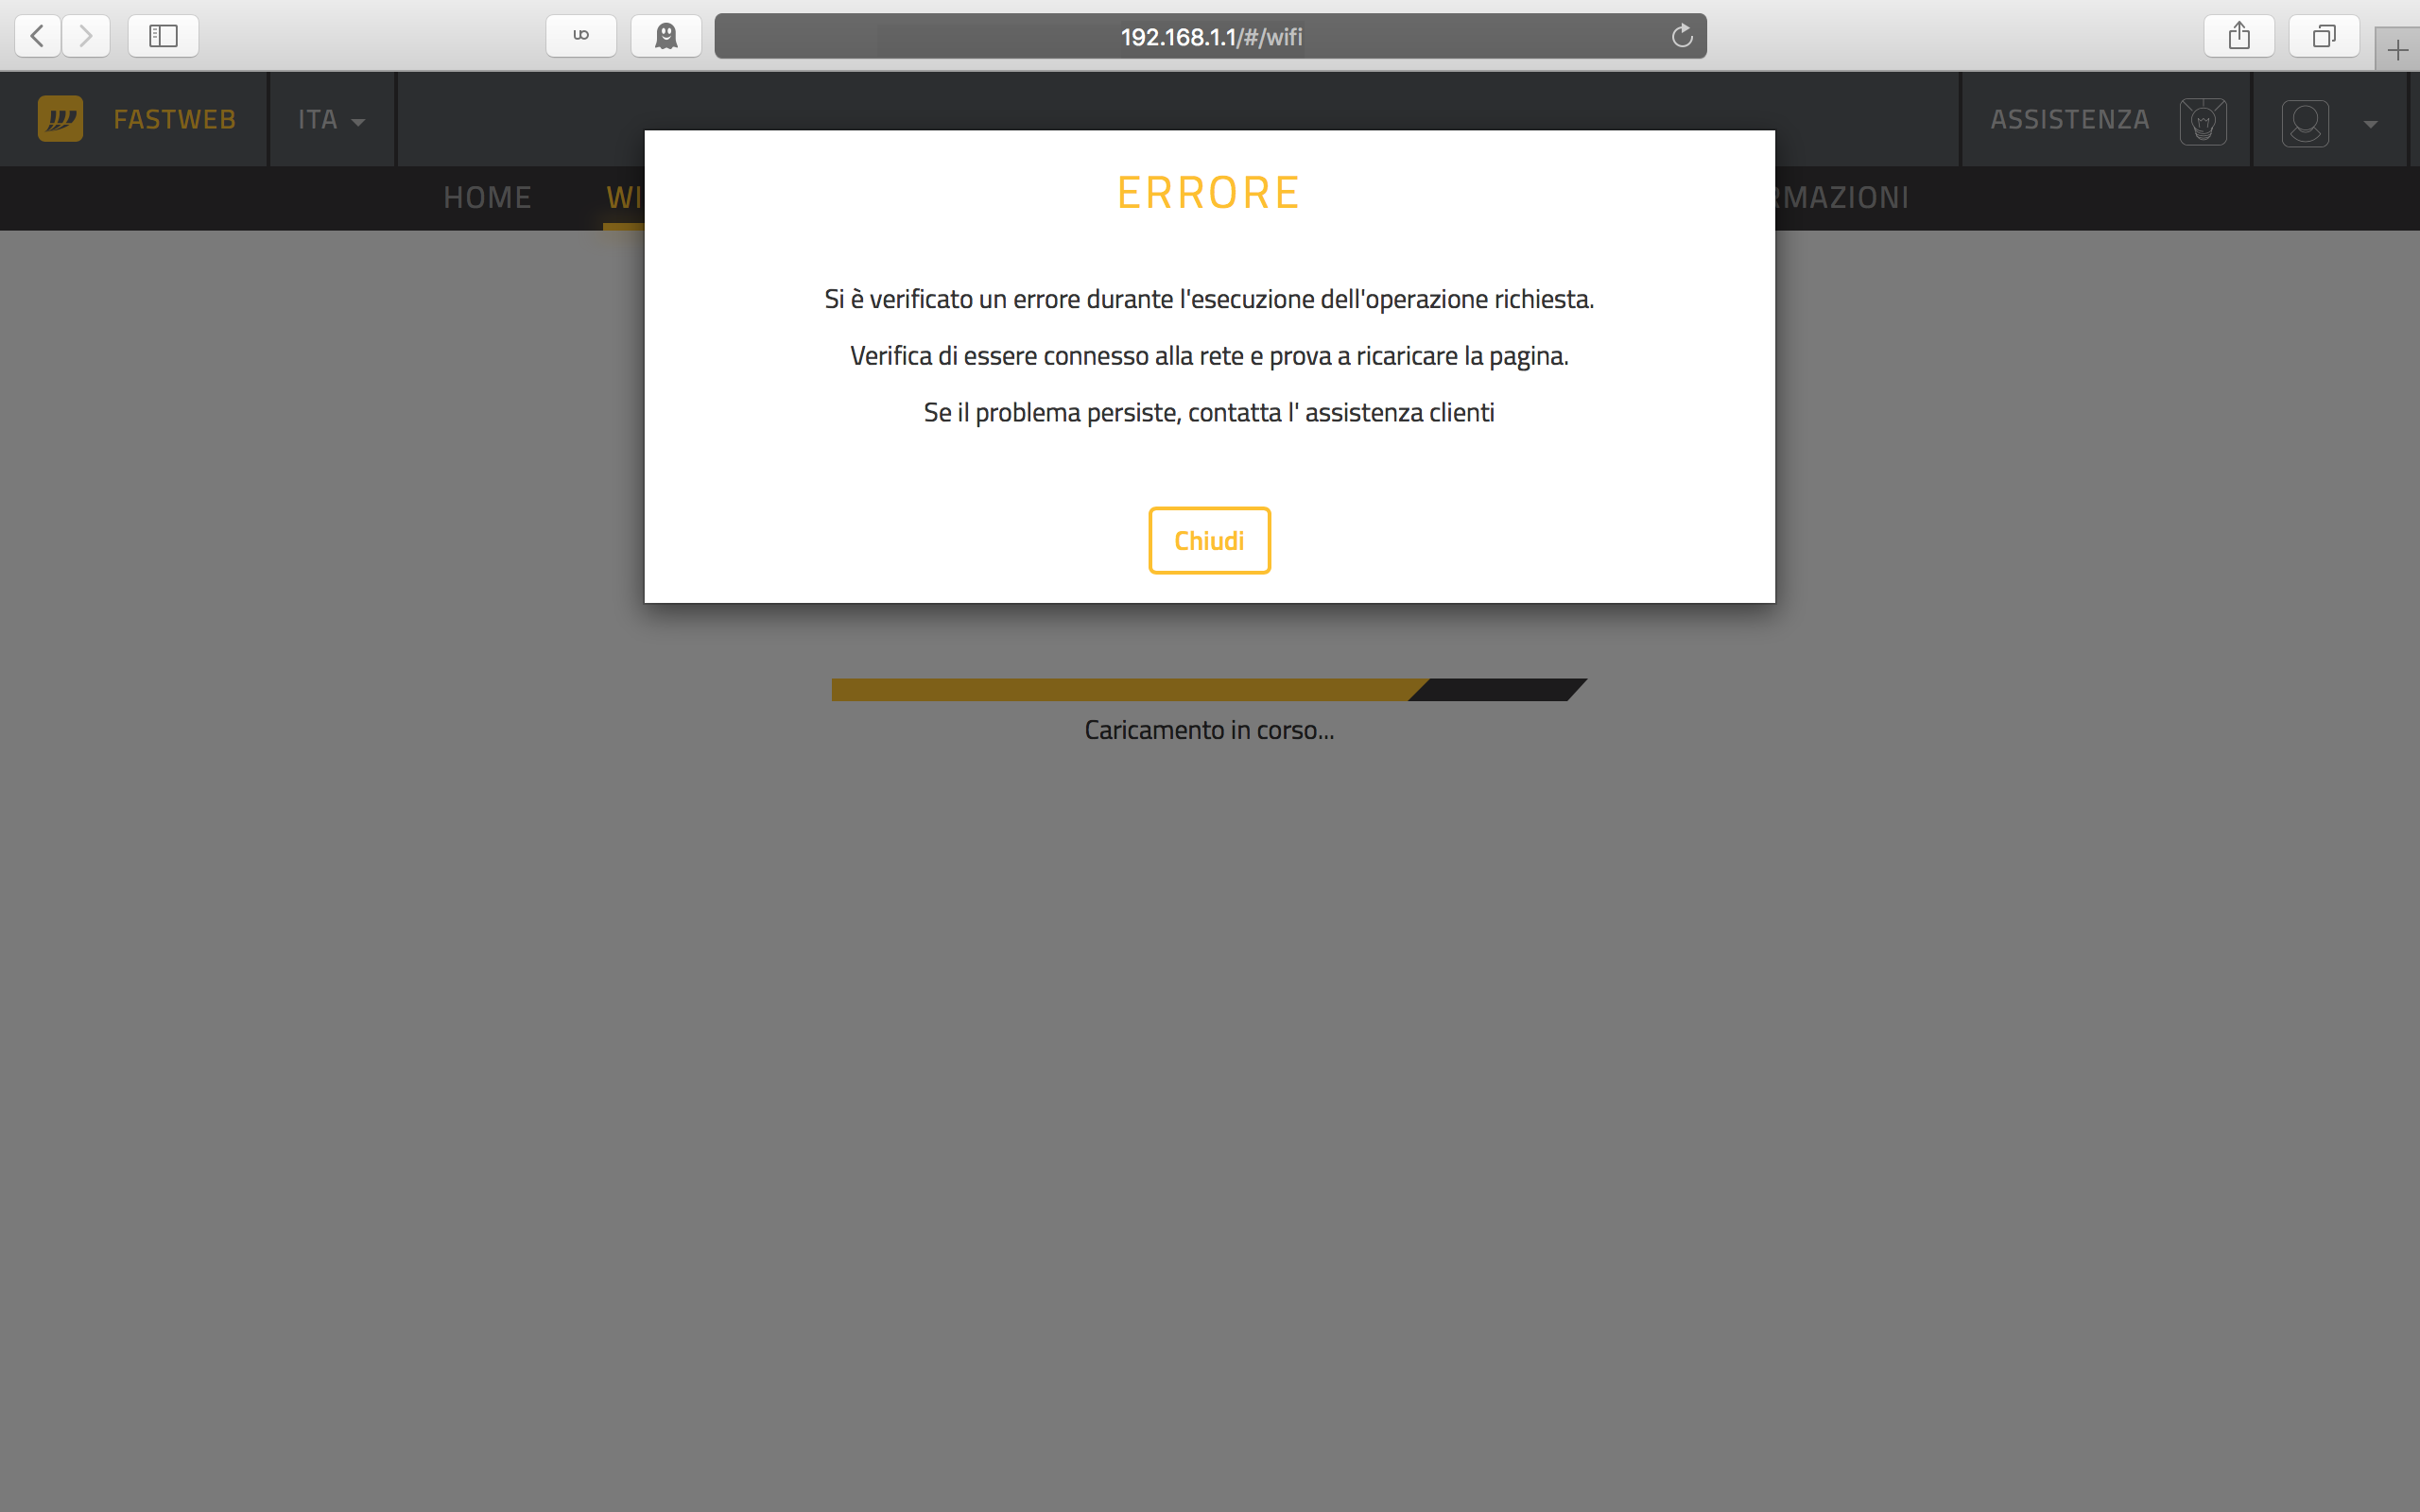 192.168.1.1/#/wifi
FASTWEB
ITA
ASSISTENZA
HOME
WI
RMAZIONI
ERRORE
Si è verificato un errore durante l'esecuzione dell'operazione richiesta.
Verifica di essere connesso alla rete e prova a ricaricare la pagina.
Se il problema persiste, contatta l' assistenza clienti
Chiudi
Caricamento in corso...